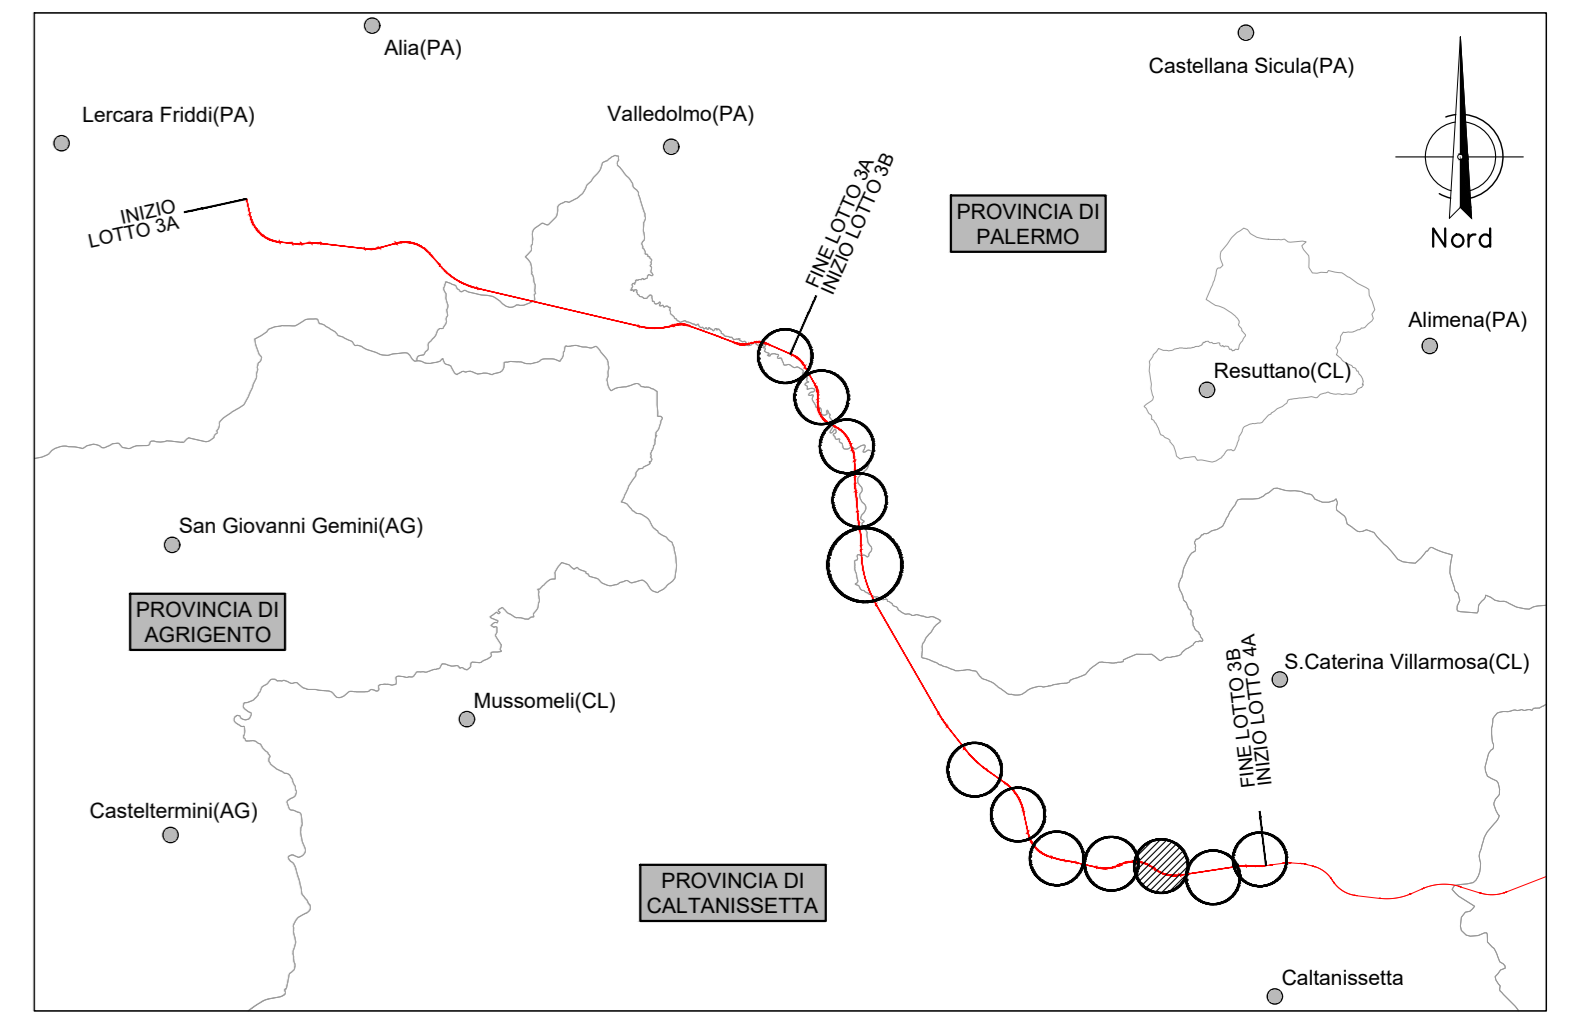 Alia(PA)
Castellana Sicula(PA)
Lercara Friddi(PA)
Valledolmo(PA)
INIZIO
LOTTO 3A
FINE LOTTO 3A
INIZIO LOTTO 3B
PROVINCIA DI
PALERMO
Nord
Alimena(PA)
Resuttano(CL)
San Giovanni Gemini(AG)
PROVINCIA DI
AGRIGENTO
S.Caterina Villarmosa(CL)
FINE LOTTO 3B
INIZIO LOTTO 4A
Mussomeli(CL)
Casteltermini(AG)
PROVINCIA DI
CALTANISSETTA
Caltanissetta